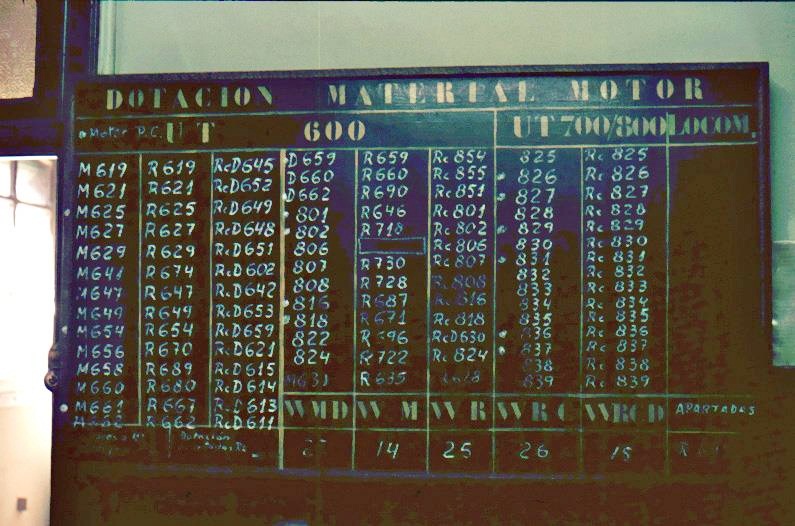 DOTACION MATERIAL MOTOR
Motor P.C. UT 600 UT 700/800 LOCOM.
M619 R619 RcD645 D659 R659 Rc854 825 Rc825
M621 R621 RcD652 D660 R660 Rc855 826 Rc826
M625 R625 RcD649 D662 R690 Rc851 827 Rc827
M627 R627 RcD648 801 R646 Rc801 828 Rc828
M629 R629 RcD651 802 R718 Rc802 829 Rc829
M641 R674 RcD602 806 Rc806 830 Rc830
M647 R647 RcD642 807 R730 Rc807 831 Rc831
M649 R649 RcD653 808 R728 Rc808 832 Rc832
M654 R654 RcD659 816 R687 Rc816 833 Rc833
M656 R670 RcD621 818 R671 Rc818 834 Rc834
M658 R689 RcD615 822 R696 RcD630 835 Rc835
M660 R680 RcD614 824 R722 Rc824 836 Rc836
M661 R667 RcD613 M631 R635 837 Rc837
R662 RcD611 838 Rc838
839 Rc839
WMD WM WR WRC WRCD APARTADES
Dotación
14 25 26 15